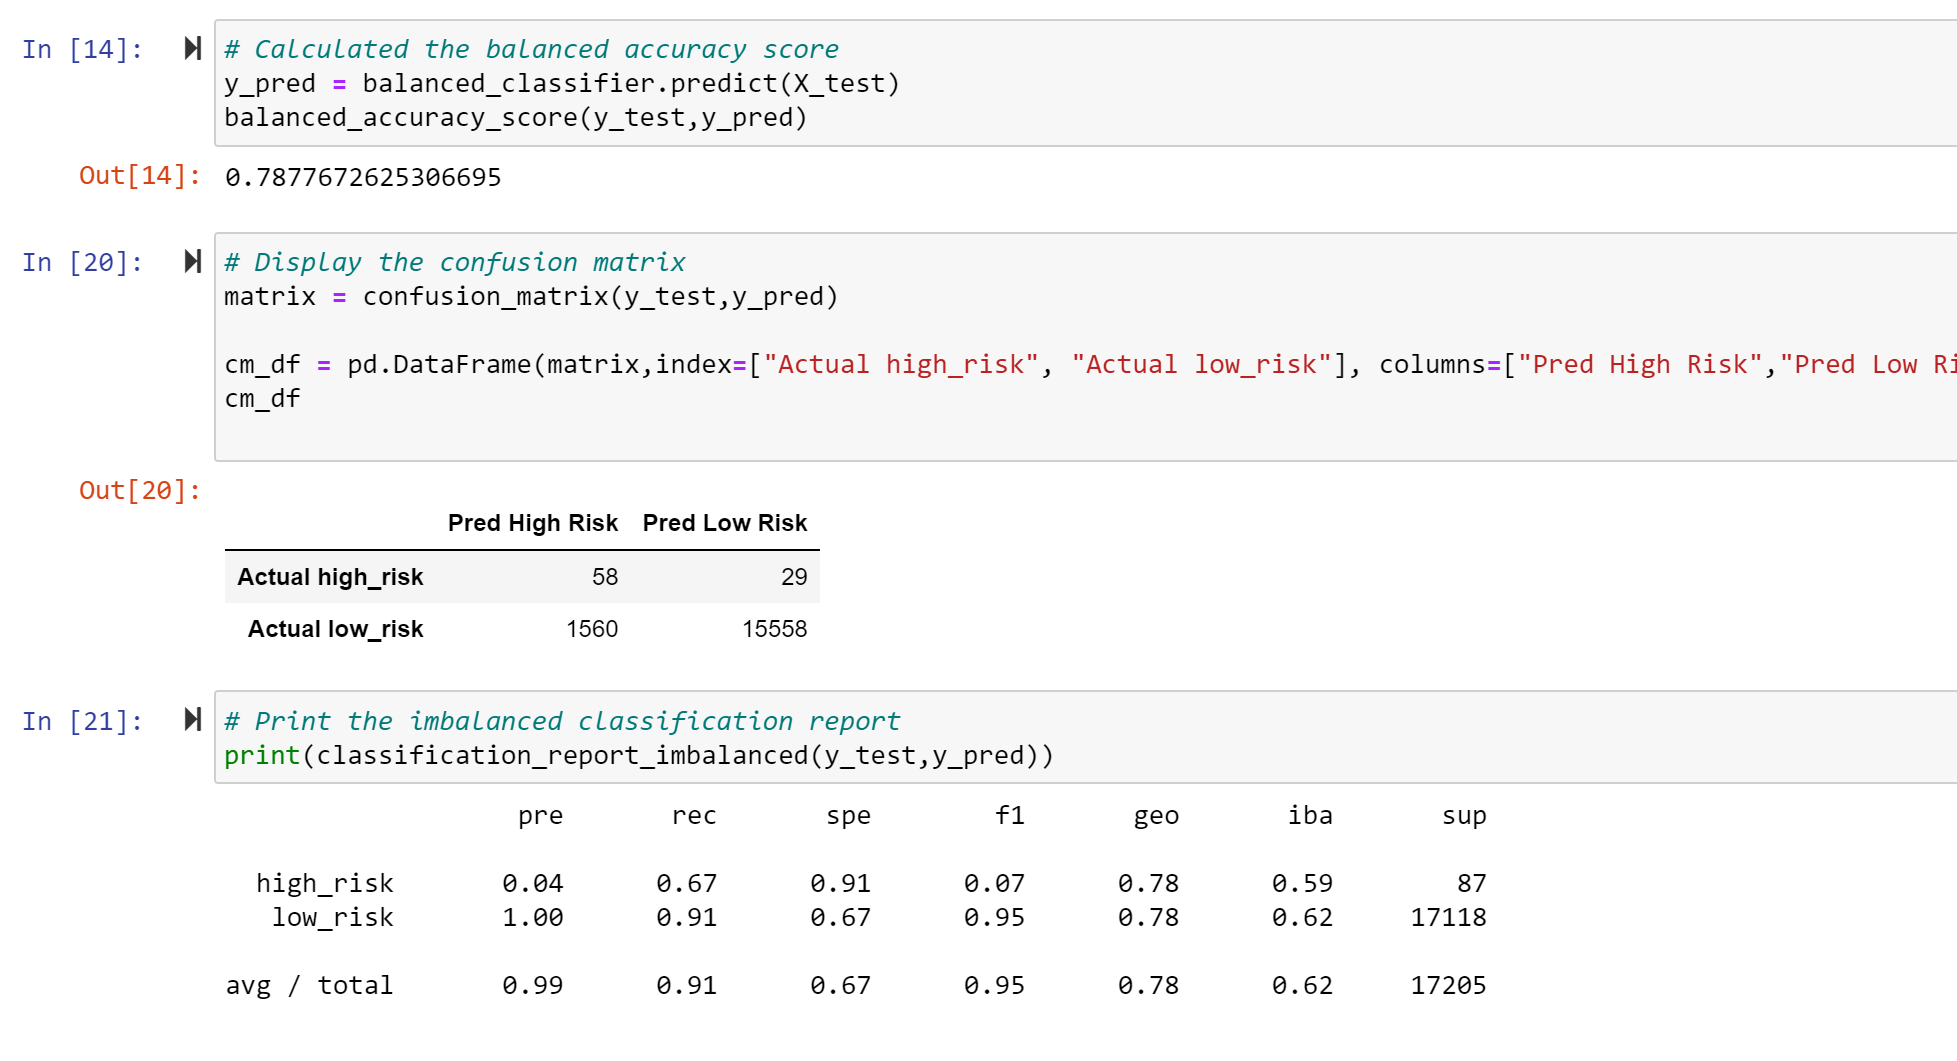 In [14]: # Calculated the balanced accuracy score
y_pred = balanced_classifier.predict(X_test)
balanced_accuracy_score(y_test,y_pred)
Out[14]: 0.7877672625306695
In [20]: # Display the confusion matrix
matrix = confusion_matrix(y_test,y_pred)
cm_df = pd.DataFrame(matrix,index=["Actual high_risk", "Actual low_risk"], columns=["Pred High Risk","Pred Low Ri
cm_df
Out[20]:
Pred High Risk Pred Low Risk
Actual high_risk 58 29
Actual low_risk 1560 15558
In [21]: # Print the imbalanced classification report
print(classification_report_imbalanced(y_test,y_pred))
pre rec spe f1 geo iba sup
high_risk 0.04 0.67 0.91 0.07 0.78 0.59 87
low_risk 1.00 0.91 0.67 0.95 0.78 0.62 17118
avg / total 0.99 0.91 0.67 0.95 0.78 0.62 17205